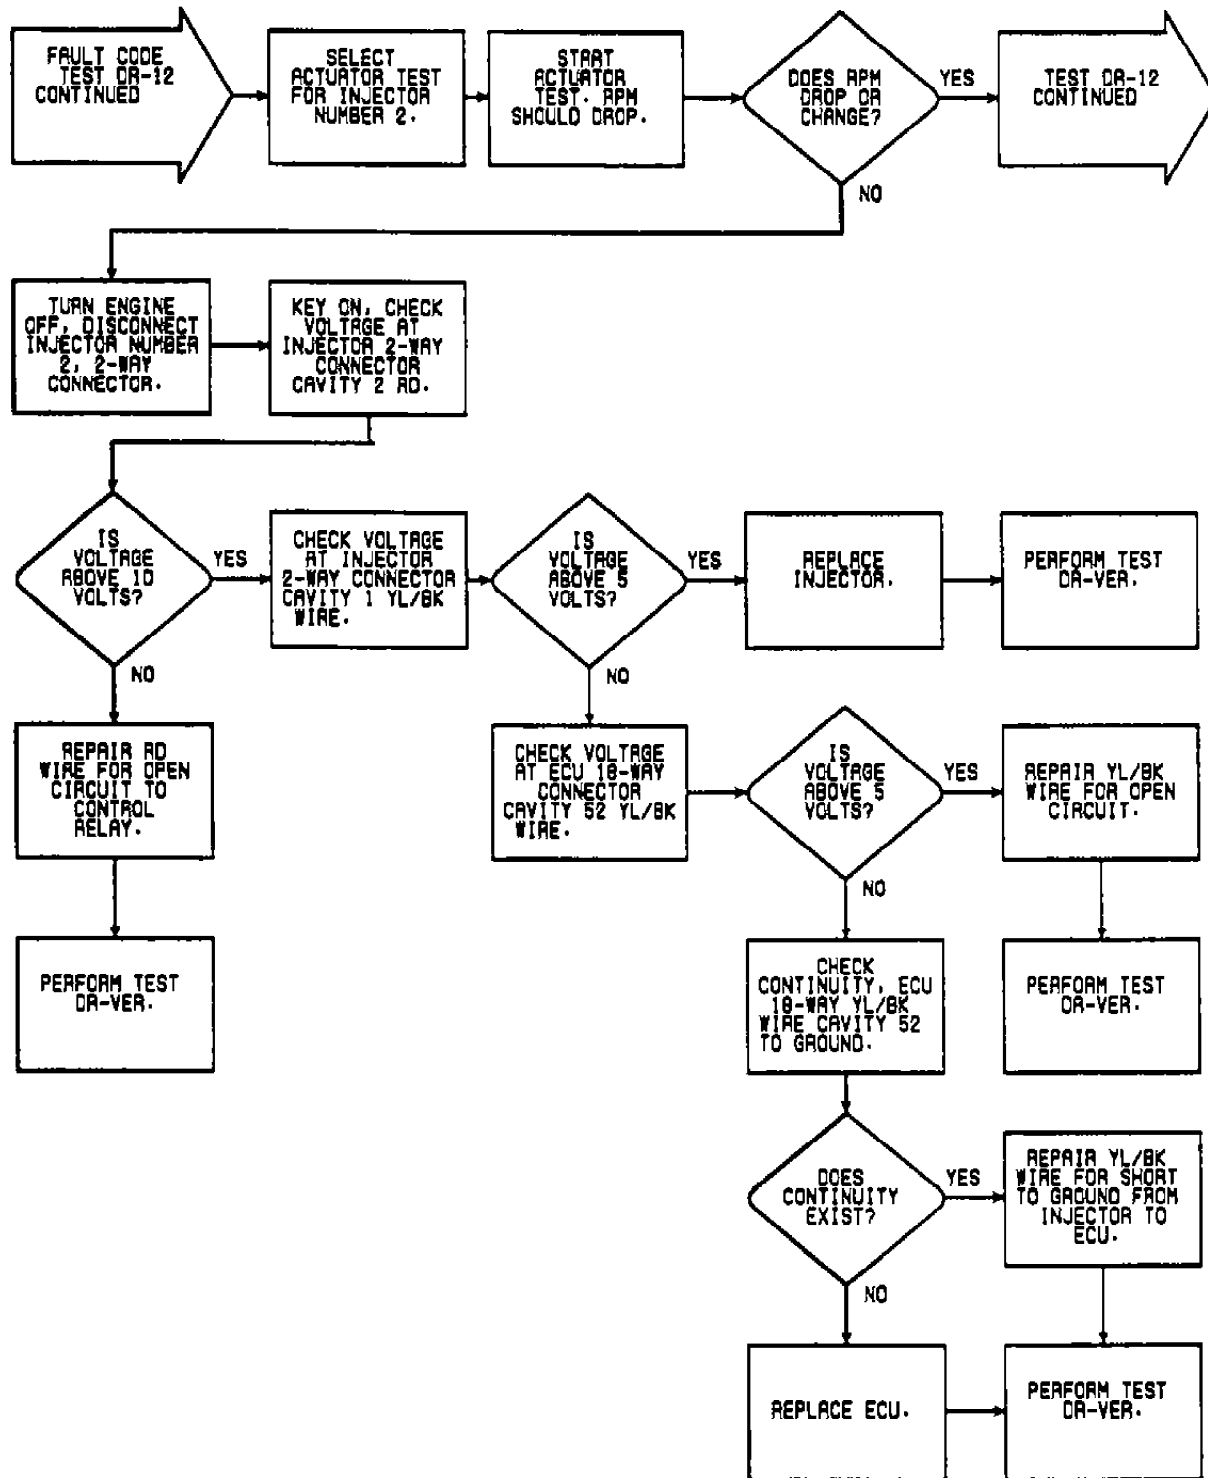 FAULT CODE
TEST DR-12
CONTINUED
SELECT
ACTUATOR TEST
FOR INJECTOR
NUMBER 2.
START
ACTUATOR
TEST. RPM
SHOULD DROP.
DOES RPM
DROP OR
CHANGE?
YES
TEST DR-12
CONTINUED
NO
TURN ENGINE
OFF, DISCONNECT
INJECTOR NUMBER
2, 2-WAY
CONNECTOR.
KEY ON, CHECK
VOLTAGE AT
INJECTOR 2-WAY
CONNECTOR
CAVITY 2 RD.
IS
VOLTAGE
ABOVE 10
VOLTS?
YES
CHECK VOLTAGE
AT INJECTOR
2-WAY CONNECTOR
CAVITY 1 YL/BK
WIRE.
IS
VOLTAGE
ABOVE 5
VOLTS?
YES
REPLACE
INJECTOR.
PERFORM TEST
DR-VER.
NO
NO
REPAIR RD
WIRE FOR OPEN
CIRCUIT TO
CONTROL
RELAY.
CHECK VOLTAGE
AT ECU 18-WAY
CONNECTOR
CAVITY 52 YL/BK
WIRE.
IS
VOLTAGE
ABOVE 5
VOLTS?
YES
REPAIR YL/BK
WIRE FOR OPEN
CIRCUIT.
NO
PERFORM TEST
DR-VER.
CHECK
CONTINUITY, ECU
18-WAY YL/BK
WIRE CAVITY 52
TO GROUND.
PERFORM TEST
DR-VER.
DOES
CONTINUITY
EXIST?
YES
REPAIR YL/BK
WIRE FOR SHORT
TO GROUND FROM
INJECTOR TO
ECU.
NO
REPLACE ECU.
PERFORM TEST
DR-VER.